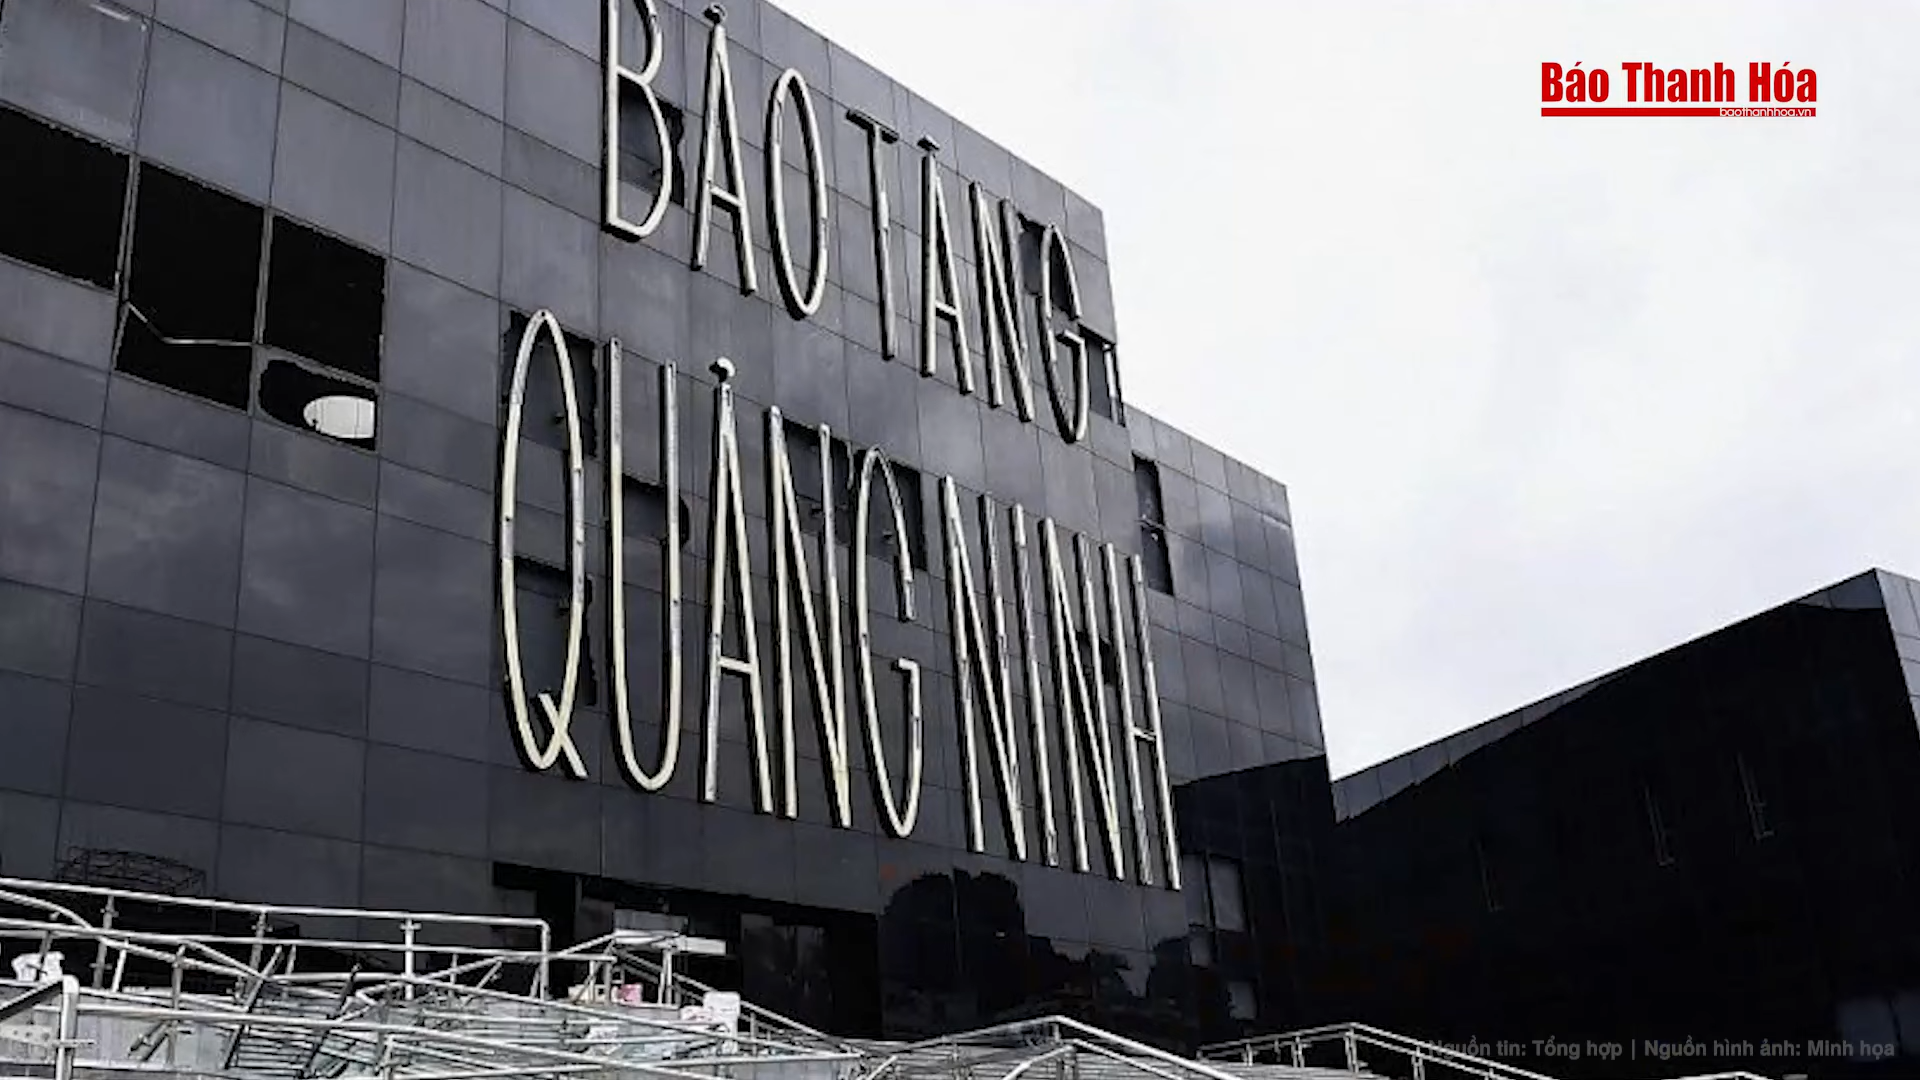 BẢO TÀNG
QUẢNG NINH
Báo Thanh Hóa
baothanhhoa.vn
Nguồn tin: Tổng hợp | Nguồn hình ảnh: Minh họa